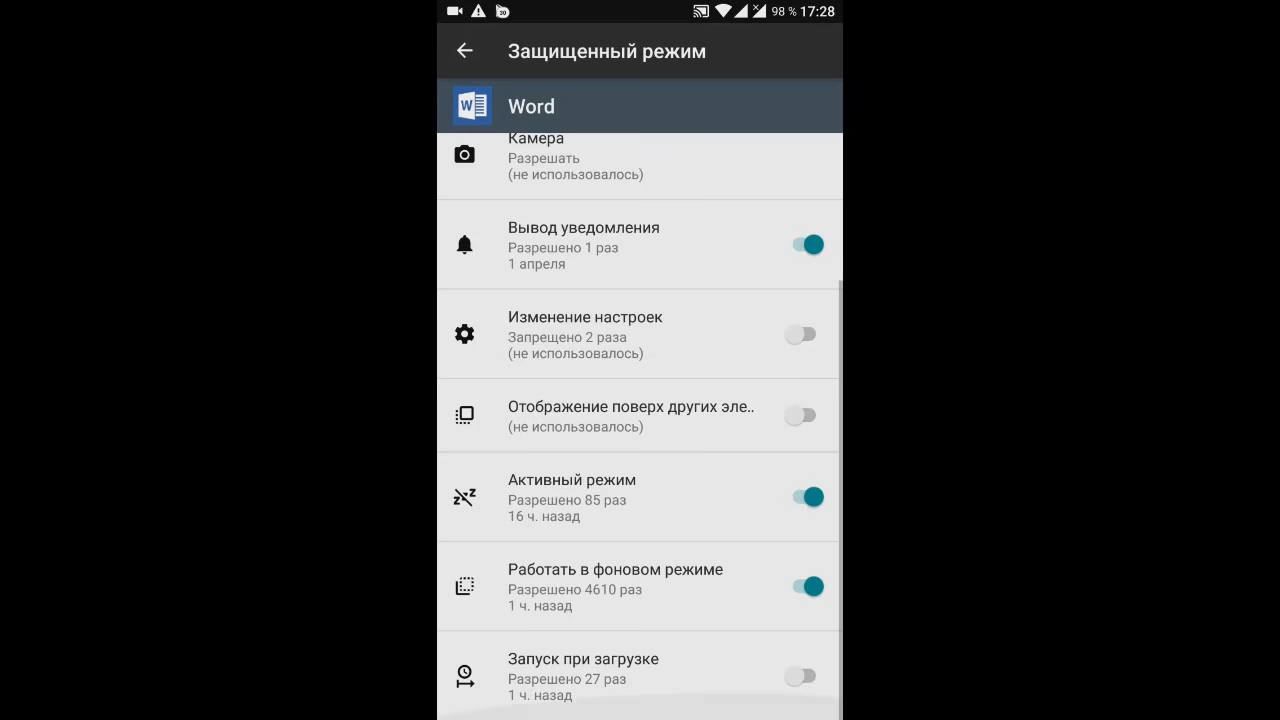 30 98 % 17:28
Защищенный режим
W Word
Камера
Разрешать
(не использовалось)
Вывод уведомления
Разрешено 1 раз
1 апреля
Изменение настроек
Запрещено 2 раза
(не использовалось)
Отображение поверх других эле..
(не использовалось)
Активный режим
Разрешено 85 раз
16 ч. назад
Работать в фоновом режиме
Разрешено 4610 раз
1 ч. назад
Запуск при загрузке
Разрешено 27 раз
1 ч. назад